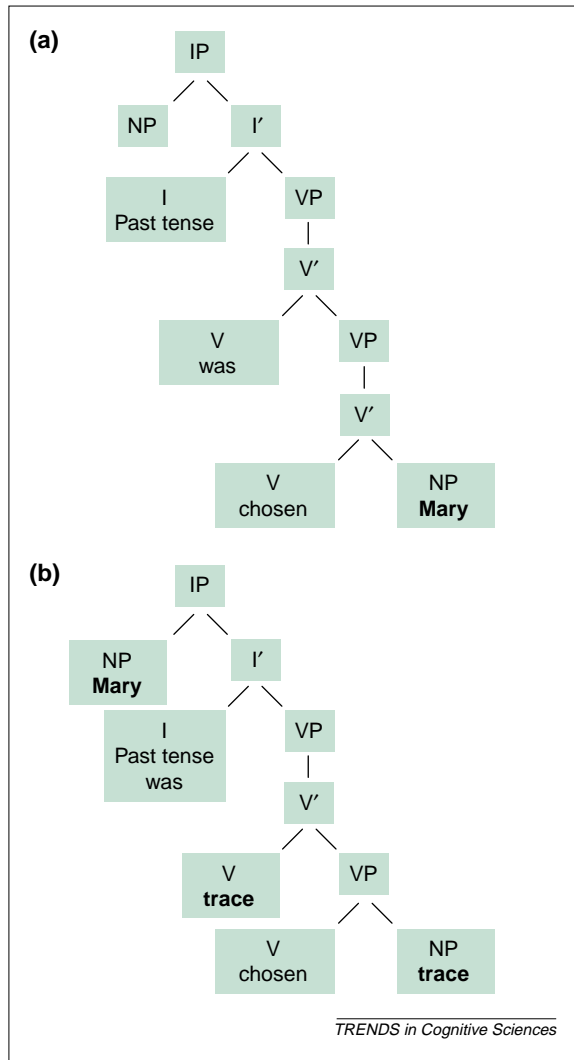 (a)
IP
NP
I′
I
Past tense
VP
V′
V
was
VP
V′
V
chosen
NP
Mary
(b)
IP
NP
Mary
I′
I
Past tense
was
VP
V′
V
trace
VP
V
chosen
NP
trace
TRENDS in Cognitive Sciences